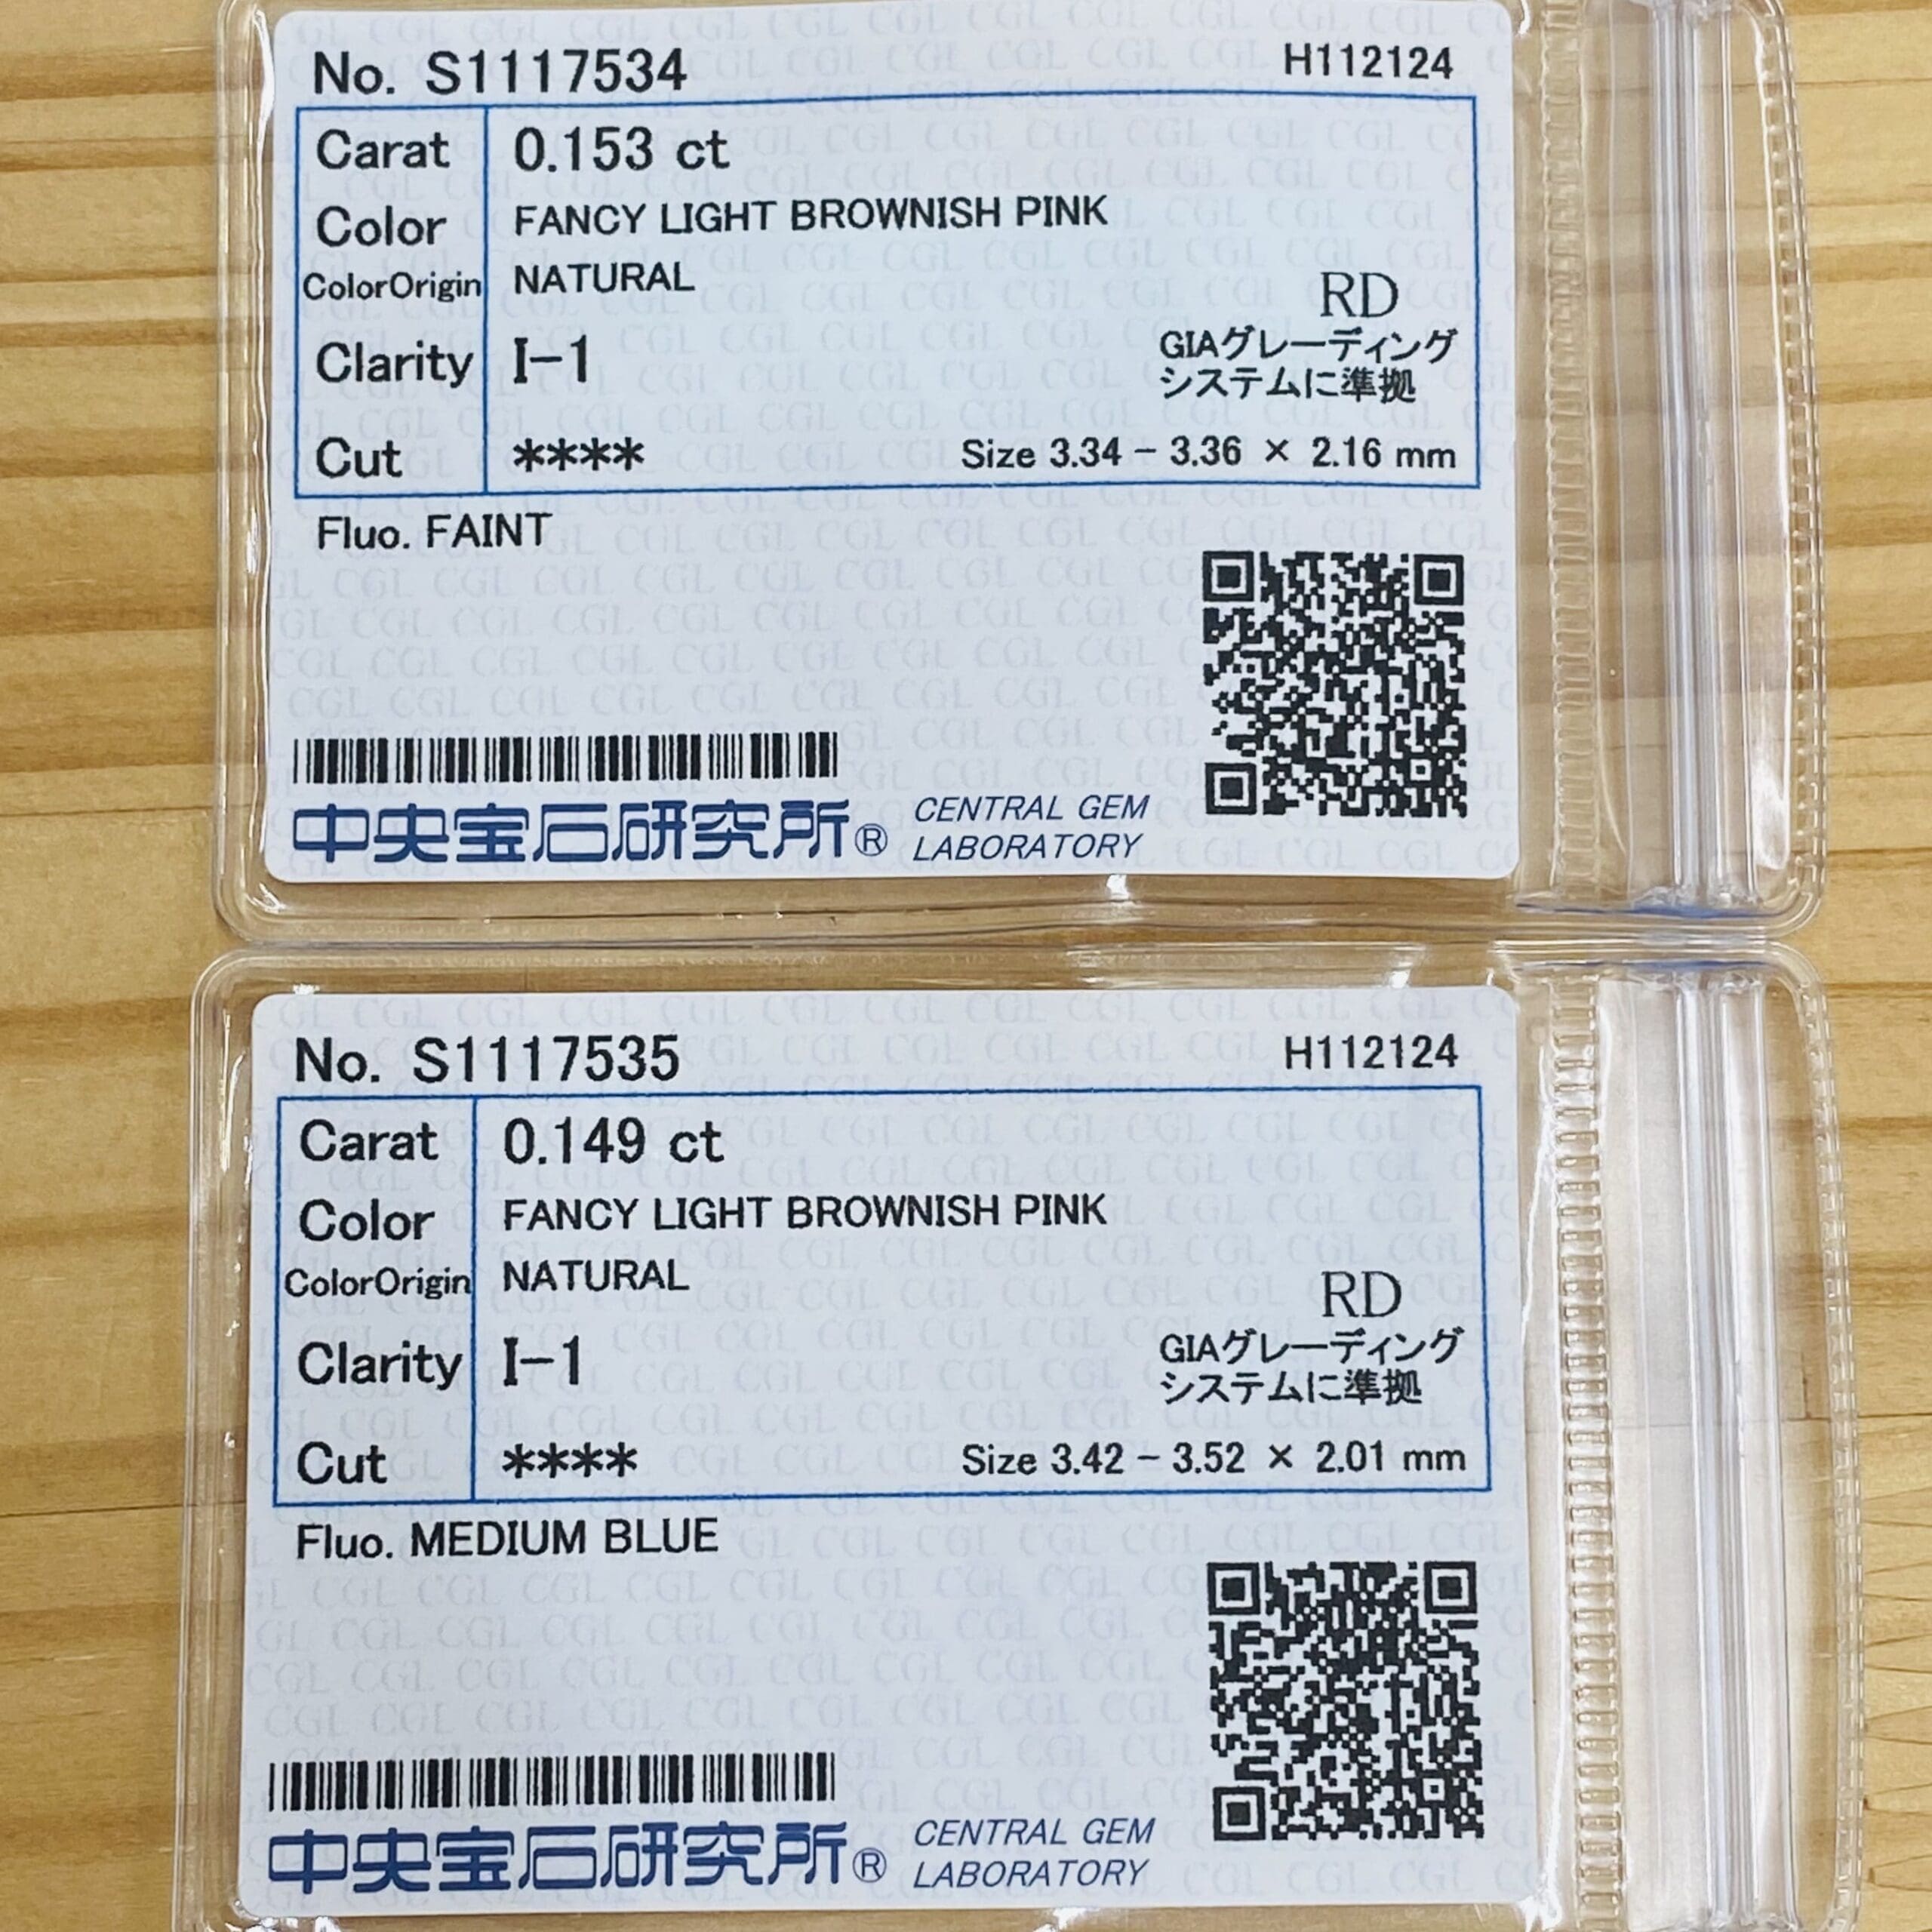 No. S1117534 H112124
Carat 0.153 ct
Color FANCY LIGHT BROWNISH PINK
ColorOrigin NATURAL
RD
GIAグレーディング
Clarity I-1
システムに準拠
Cut **** Size 3.34 - 3.36 × 2.16 mm
Fluo. FAINT
CENTRAL GEM
中央宝石研究所®
LABORATORY
No. S1117535 H112124
Carat 0.149 ct
Color FANCY LIGHT BROWNISH PINK
ColorOrigin NATURAL
RD
GIAグレーディング
Clarity I-1
システムに準拠
Cut **** Size 3.42 - 3.52 × 2.01 mm
Fluo. MEDIUM BLUE
CENTRAL GEM
中央宝石研究所®
LABORATORY